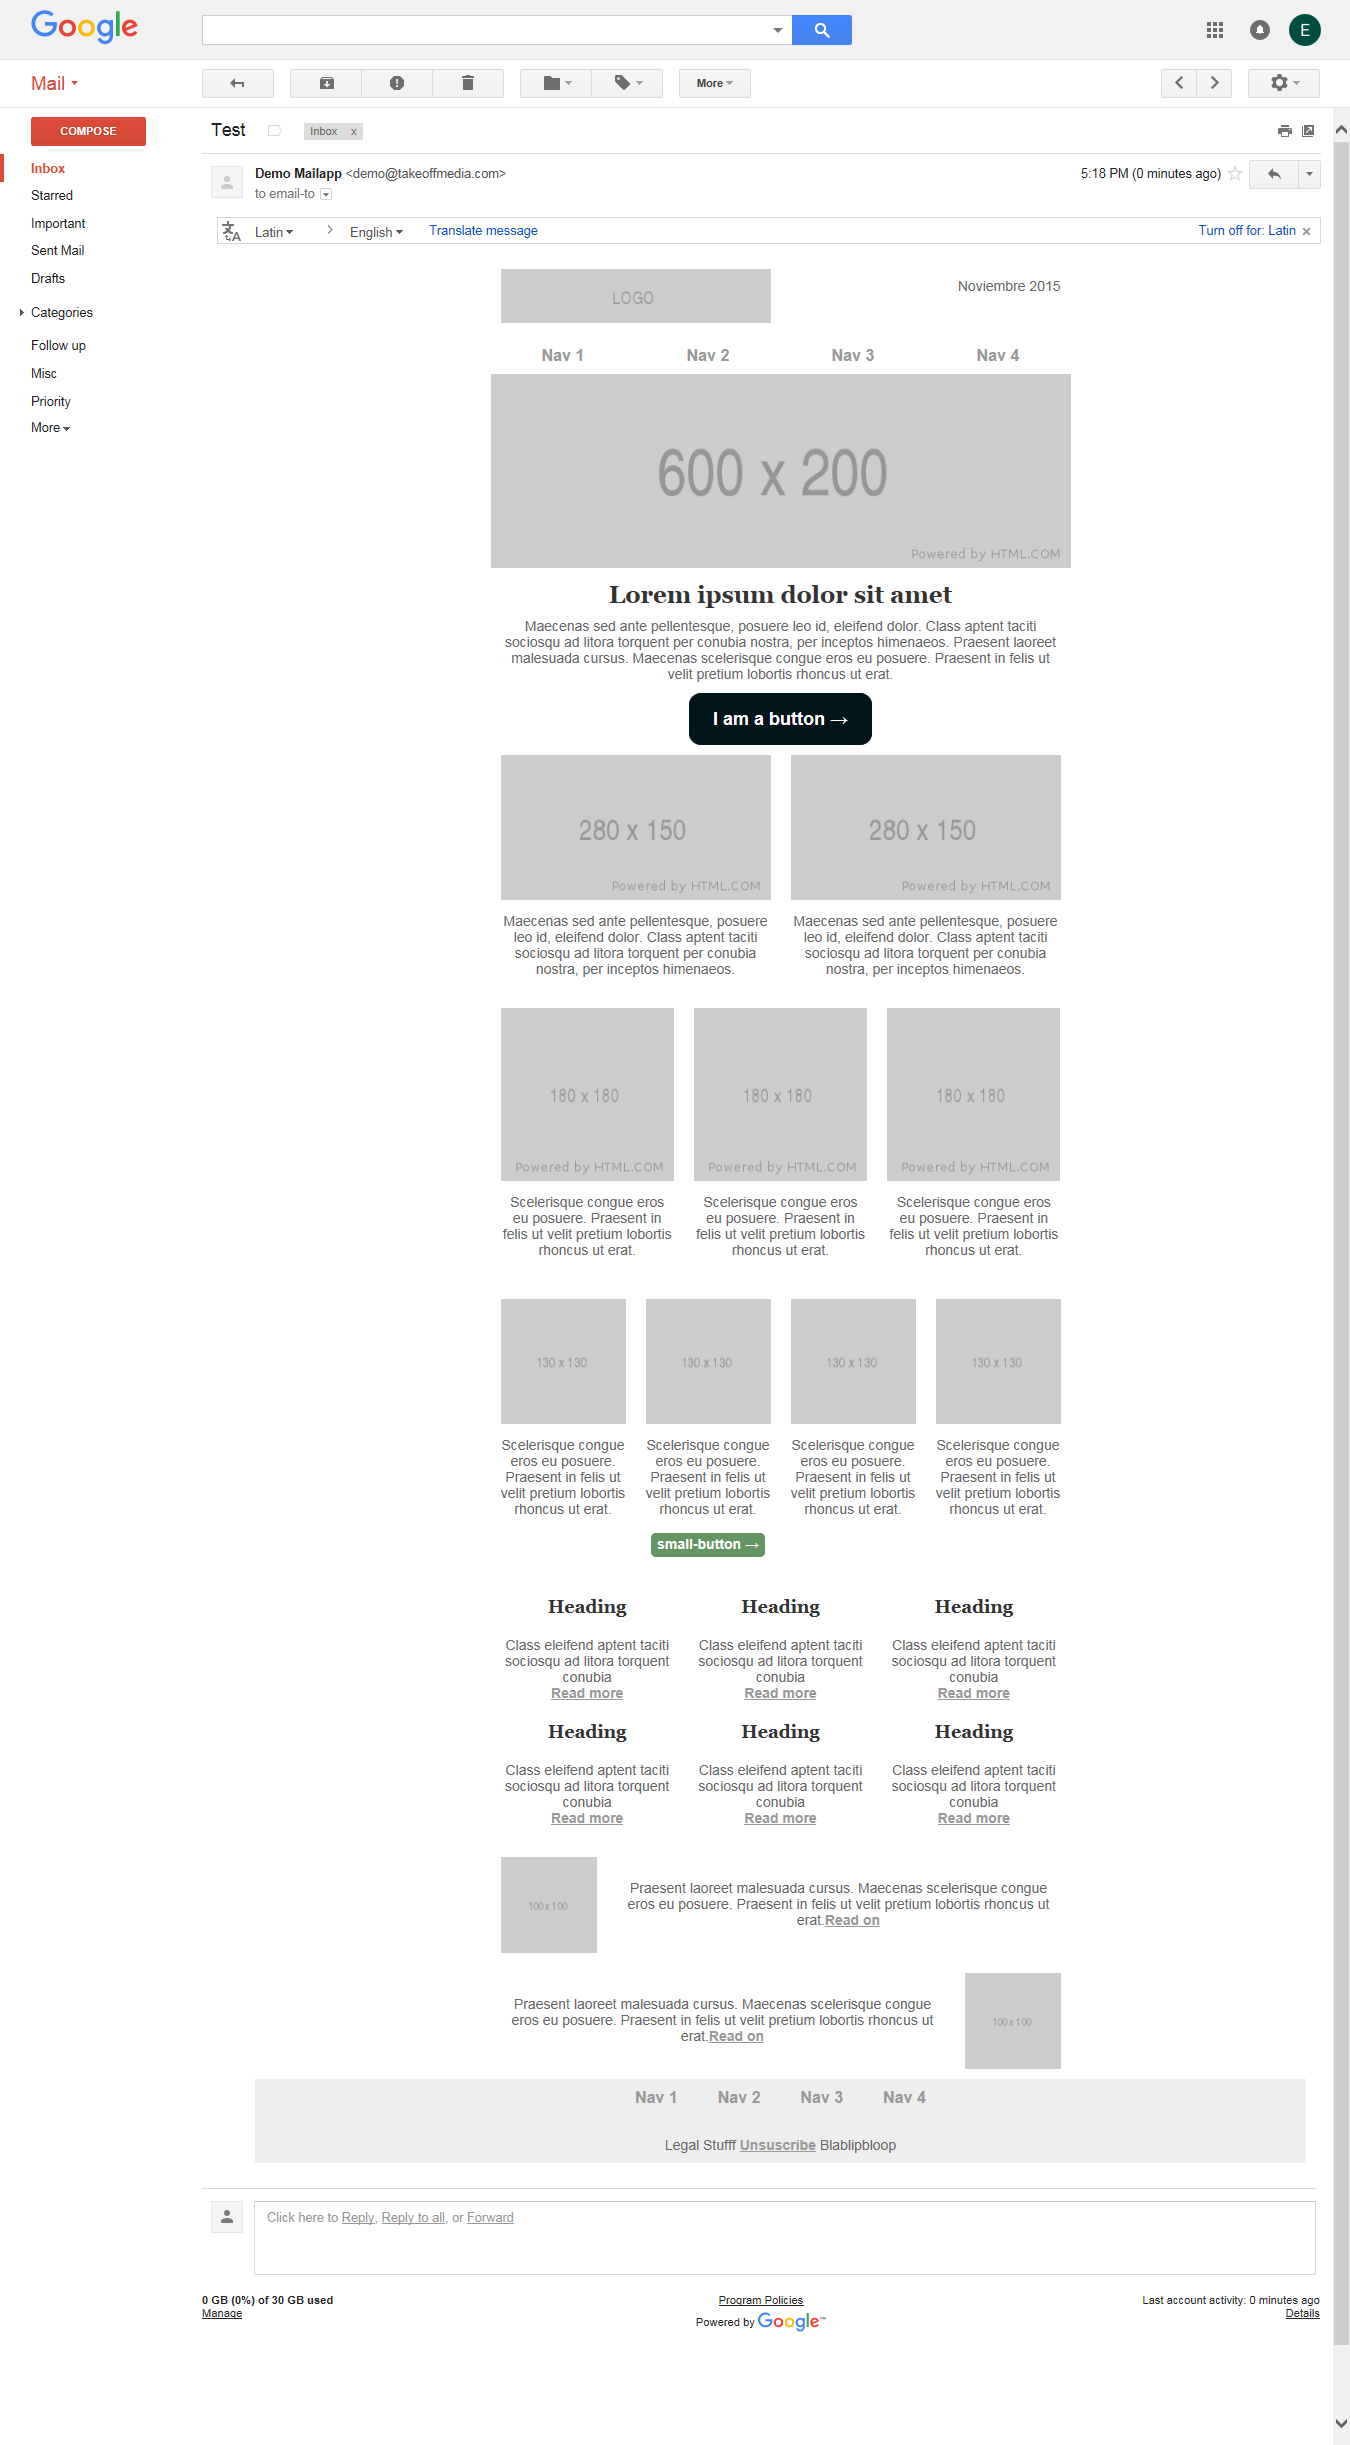 Google
E
Mail
More
COMPOSE
Inbox
Starred
Important
Sent Mail
Drafts
Categories
Follow up
Misc
Priority
More
Test
Inbox x
Demo Mailapp <demo@takeoffmedia.com>
5:18 PM (0 minutes ago)
to email-to
Latin > English Translate message
Turn off for: Latin ×
LOGO
Noviembre 2015
Nav 1 Nav 2 Nav 3 Nav 4
600 x 200
Powered by HTML.COM
Lorem ipsum dolor sit amet
Maecenas sed ante pellentesque, posuere leo id, eleifend dolor. Class aptent taciti
sociosqu ad litora torquent per conubia nostra, per inceptos himenaeos. Praesent laoreet
malesuada cursus. Maecenas scelerisque congue eros eu posuere. Praesent in felis ut
velit pretium lobortis rhoncus ut erat.
I am a button →
280 x 150
Powered by HTML.COM
Maecenas sed ante pellentesque, posuere
leo id, eleifend dolor. Class aptent taciti
sociosqu ad litora torquent per conubia
nostra, per inceptos himenaeos.
280 x 150
Powered by HTML.COM
Maecenas sed ante pellentesque, posuere
leo id, eleifend dolor. Class aptent taciti
sociosqu ad litora torquent per conubia
nostra, per inceptos himenaeos.
180 x 180
Powered by HTML.COM
Scelerisque congue eros
eu posuere. Praesent in
felis ut velit pretium lobortis
rhoncus ut erat.
180 x 180
Powered by HTML.COM
Scelerisque congue eros
eu posuere. Praesent in
felis ut velit pretium lobortis
rhoncus ut erat.
180 x 180
Powered by HTML.COM
Scelerisque congue eros
eu posuere. Praesent in
felis ut velit pretium lobortis
rhoncus ut erat.
130 x 130
Scelerisque congue
eros eu posuere.
Praesent in felis ut
velit pretium lobortis
rhoncus ut erat.
130 x 130
Scelerisque congue
eros eu posuere.
Praesent in felis ut
velit pretium lobortis
rhoncus ut erat.
small-button →
130 x 130
Scelerisque congue
eros eu posuere.
Praesent in felis ut
velit pretium lobortis
rhoncus ut erat.
130 x 130
Scelerisque congue
eros eu posuere.
Praesent in felis ut
velit pretium lobortis
rhoncus ut erat.
Heading
Class eleifend aptent taciti
sociosqu ad litora torquent
conubia
Read more
Heading
Class eleifend aptent taciti
sociosqu ad litora torquent
conubia
Read more
Heading
Class eleifend aptent taciti
sociosqu ad litora torquent
conubia
Read more
Heading
Class eleifend aptent taciti
sociosqu ad litora torquent
conubia
Read more
Heading
Class eleifend aptent taciti
sociosqu ad litora torquent
conubia
Read more
Heading
Class eleifend aptent taciti
sociosqu ad litora torquent
conubia
Read more
100 x 100
Praesent laoreet malesuada cursus. Maecenas scelerisque congue
eros eu posuere. Praesent in felis ut velit pretium lobortis rhoncus ut
erat.Read on
Praesent laoreet malesuada cursus. Maecenas scelerisque congue
eros eu posuere. Praesent in felis ut velit pretium lobortis rhoncus ut
erat.Read on
100 x 100
Nav 1 Nav 2 Nav 3 Nav 4
Legal Stufff Unsuscribe Blablipbloop
Click here to Reply, Reply to all, or Forward
0 GB (0%) of 30 GB used
Manage
Program Policies
Powered by Google™
Last account activity: 0 minutes ago
Details